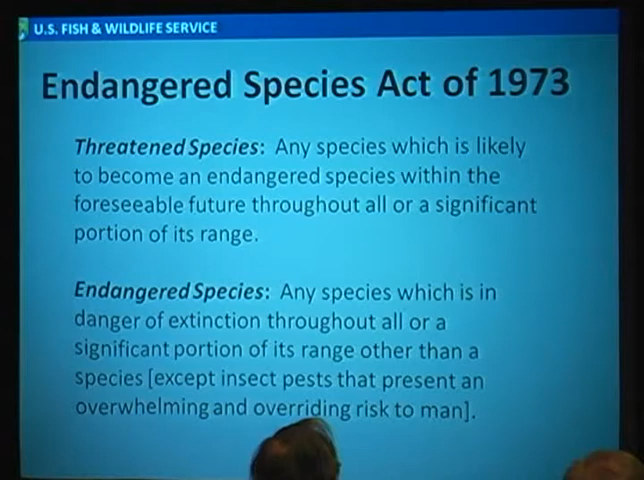 U.S. FISH & WILDLIFE SERVICE
Endangered Species Act of 1973
Threatened Species: Any species which is likely
to become an endangered species within the
foreseeable future throughout all or a significant
portion of its range.
Endangered Species: Any species which is in
danger of extinction throughout all or a
significant portion of its range other than a
species [except insect pests that present an
overwhelming and overriding risk to man].